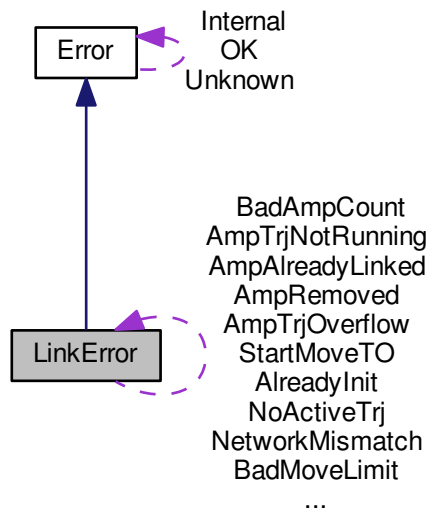 Internal
OK
Unknown
Error
BadAmpCount
AmpTrjNotRunning
AmpAlreadyLinked
AmpRemoved
AmpTrjOverflow
StartMoveTO
AlreadyInit
NoActiveTrj
NetworkMismatch
BadMoveLimit
...
LinkError